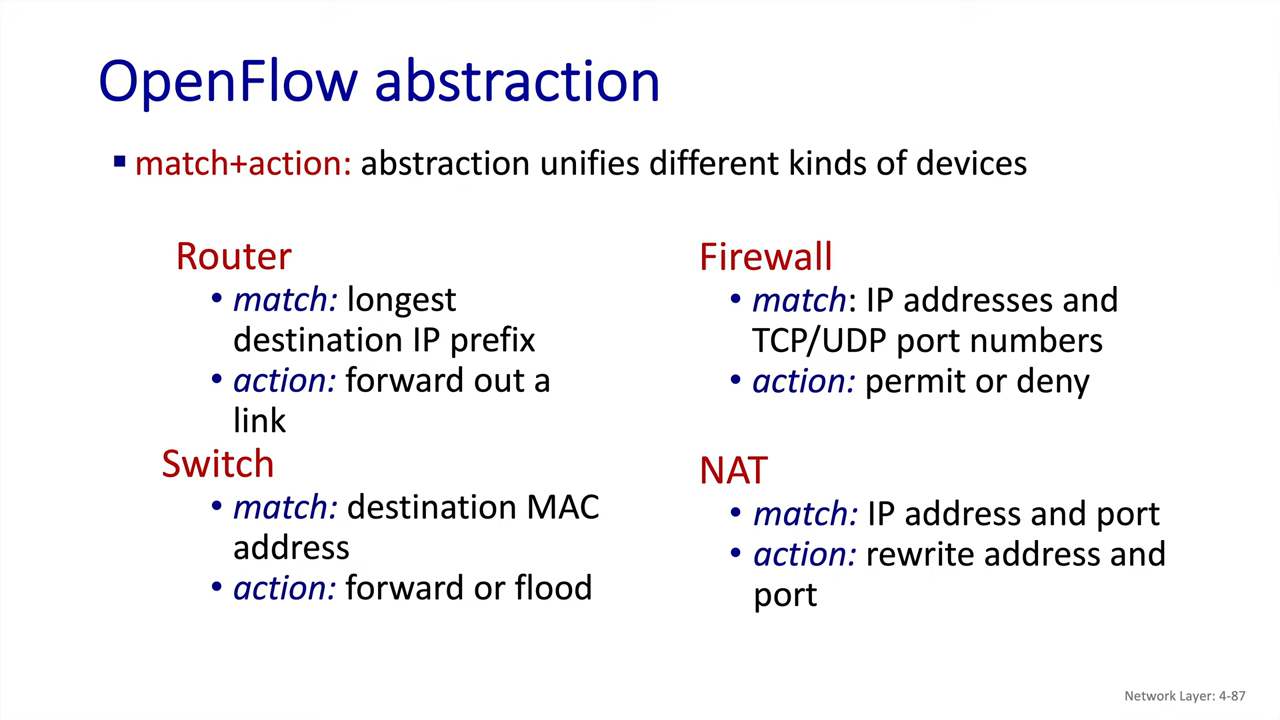 OpenFlow abstraction
▪ match+action: abstraction unifies different kinds of devices
Router
• match: longest
destination IP prefix
• action: forward out a
link
Switch
• match: destination MAC
address
• action: forward or flood
Firewall
• match: IP addresses and
TCP/UDP port numbers
• action: permit or deny
NAT
• match: IP address and port
• action: rewrite address and
port
Network Layer: 4-87